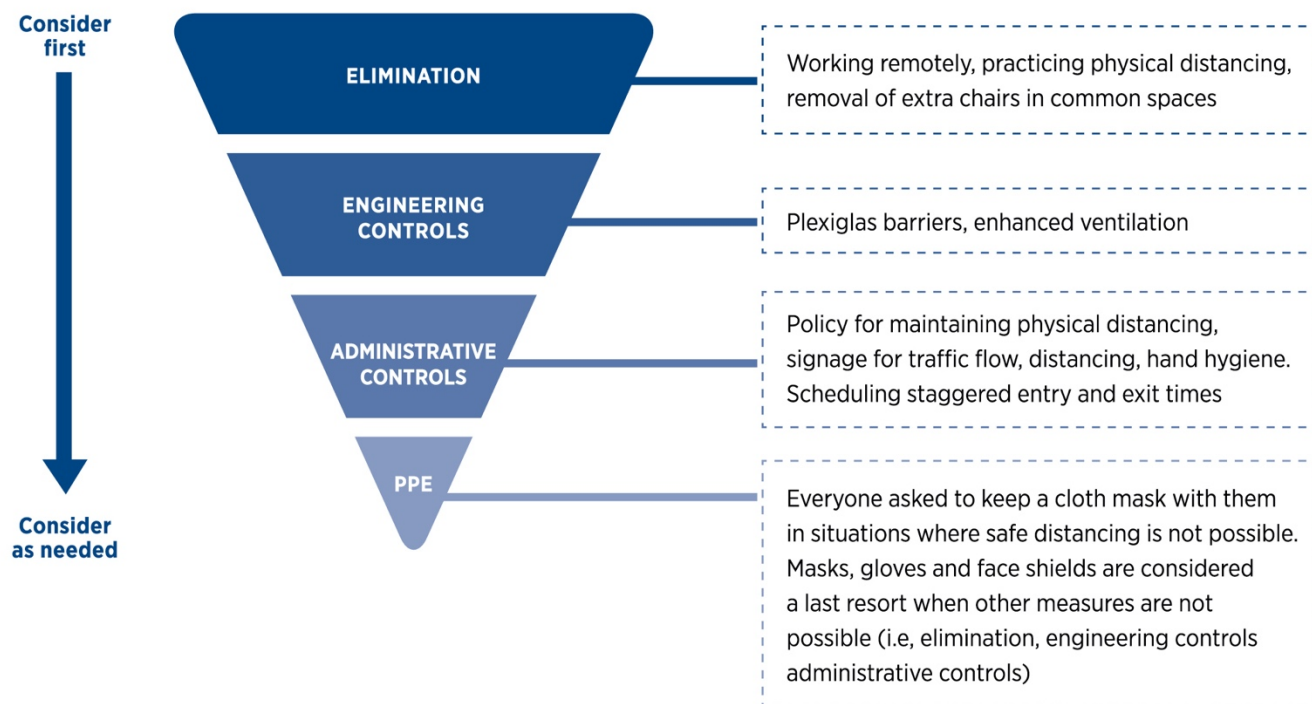 Consider
first
ELIMINATION
Working remotely, practicing physical distancing,
removal of extra chairs in common spaces
ENGINEERING
CONTROLS
Plexiglas barriers, enhanced ventilation
ADMINISTRATIVE
CONTROLS
Policy for maintaining physical distancing,
signage for traffic flow, distancing, hand hygiene.
Scheduling staggered entry and exit times
PPE
Consider
as needed
Everyone asked to keep a cloth mask with them
in situations where safe distancing is not possible.
Masks, gloves and face shields are considered
a last resort when other measures are not
possible (i.e, elimination, engineering controls
administrative controls)